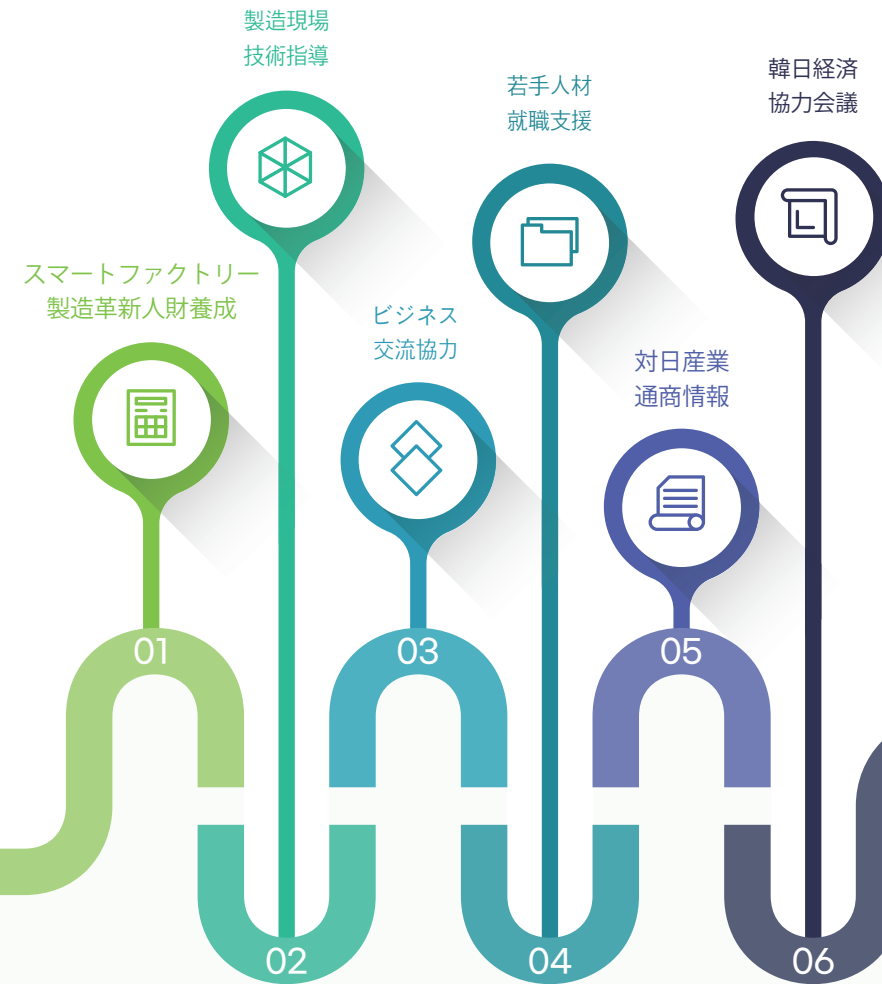 スマートファクトリー
製造革新人財養成
01
製造現場
技術指導
02
ビジネス
交流協力
03
若手人材
就職支援
04
対日産業
通商情報
05
韓日経済
協力会議
06